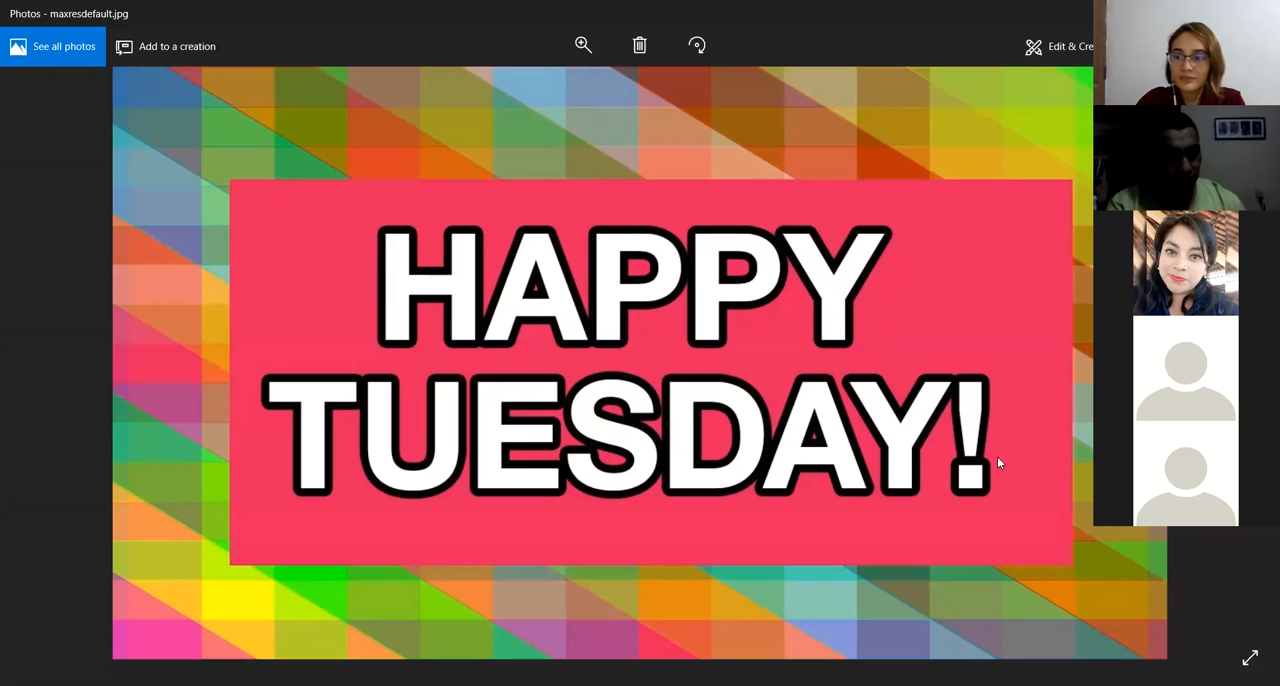 Photos - maxresdefault.jpg
See all photos
Add to a creation
Edit & Cre
HAPPY
TUESDAY!